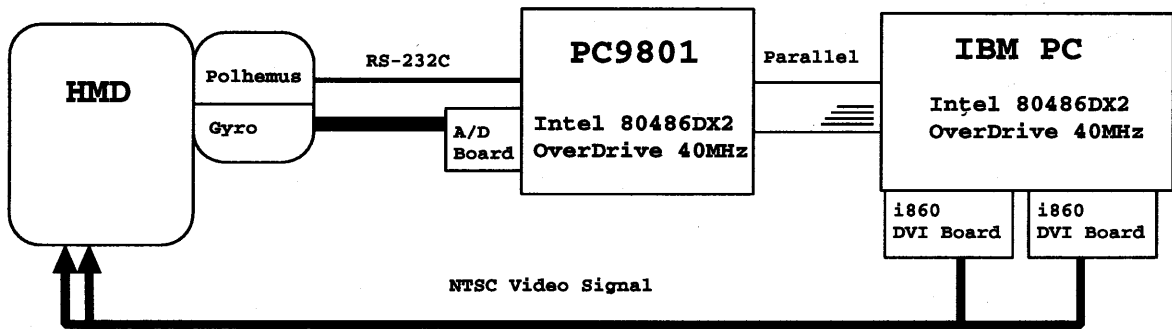 HMD
Polhemus
Gyro
RS-232C
A/D
Board
PC9801
Intel 80486DX2
OverDrive 40MHz
Parallel
IBM PC
Intel 80486DX2
OverDrive 40MHz
i860
DVI Board
i860
DVI Board
NTSC Video Signal